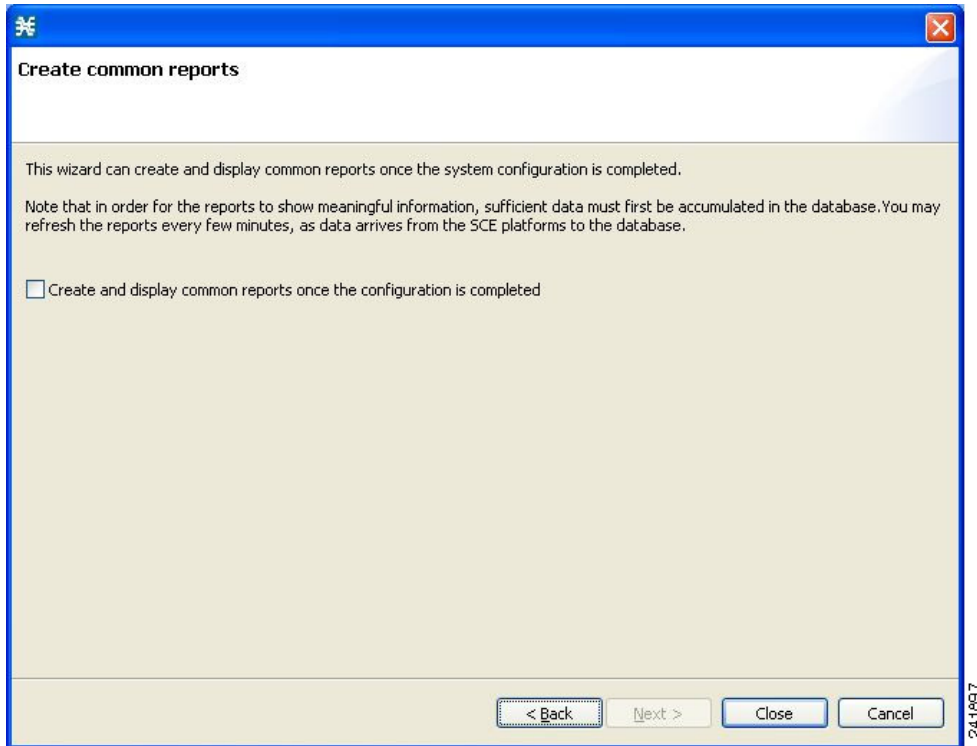 Create common reports
This wizard can create and display common reports once the system configuration is completed.
Note that in order for the reports to show meaningful information, sufficient data must first be accumulated in the database.You may
refresh the reports every few minutes, as data arrives from the SCE platforms to the database.
Create and display common reports once the configuration is completed
< Back
Next >
Close
Cancel
241897